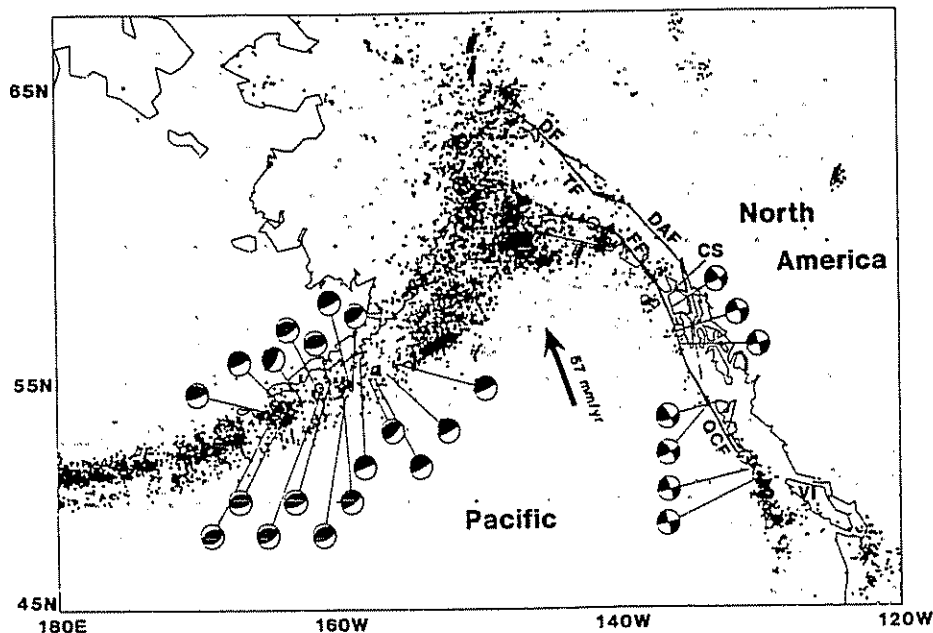 65N
DF
TF
DAF
North
America
FF
CS
57 mm/yr
55N
QCF
VI
Pacific
45N
180E
160W
140W
120W